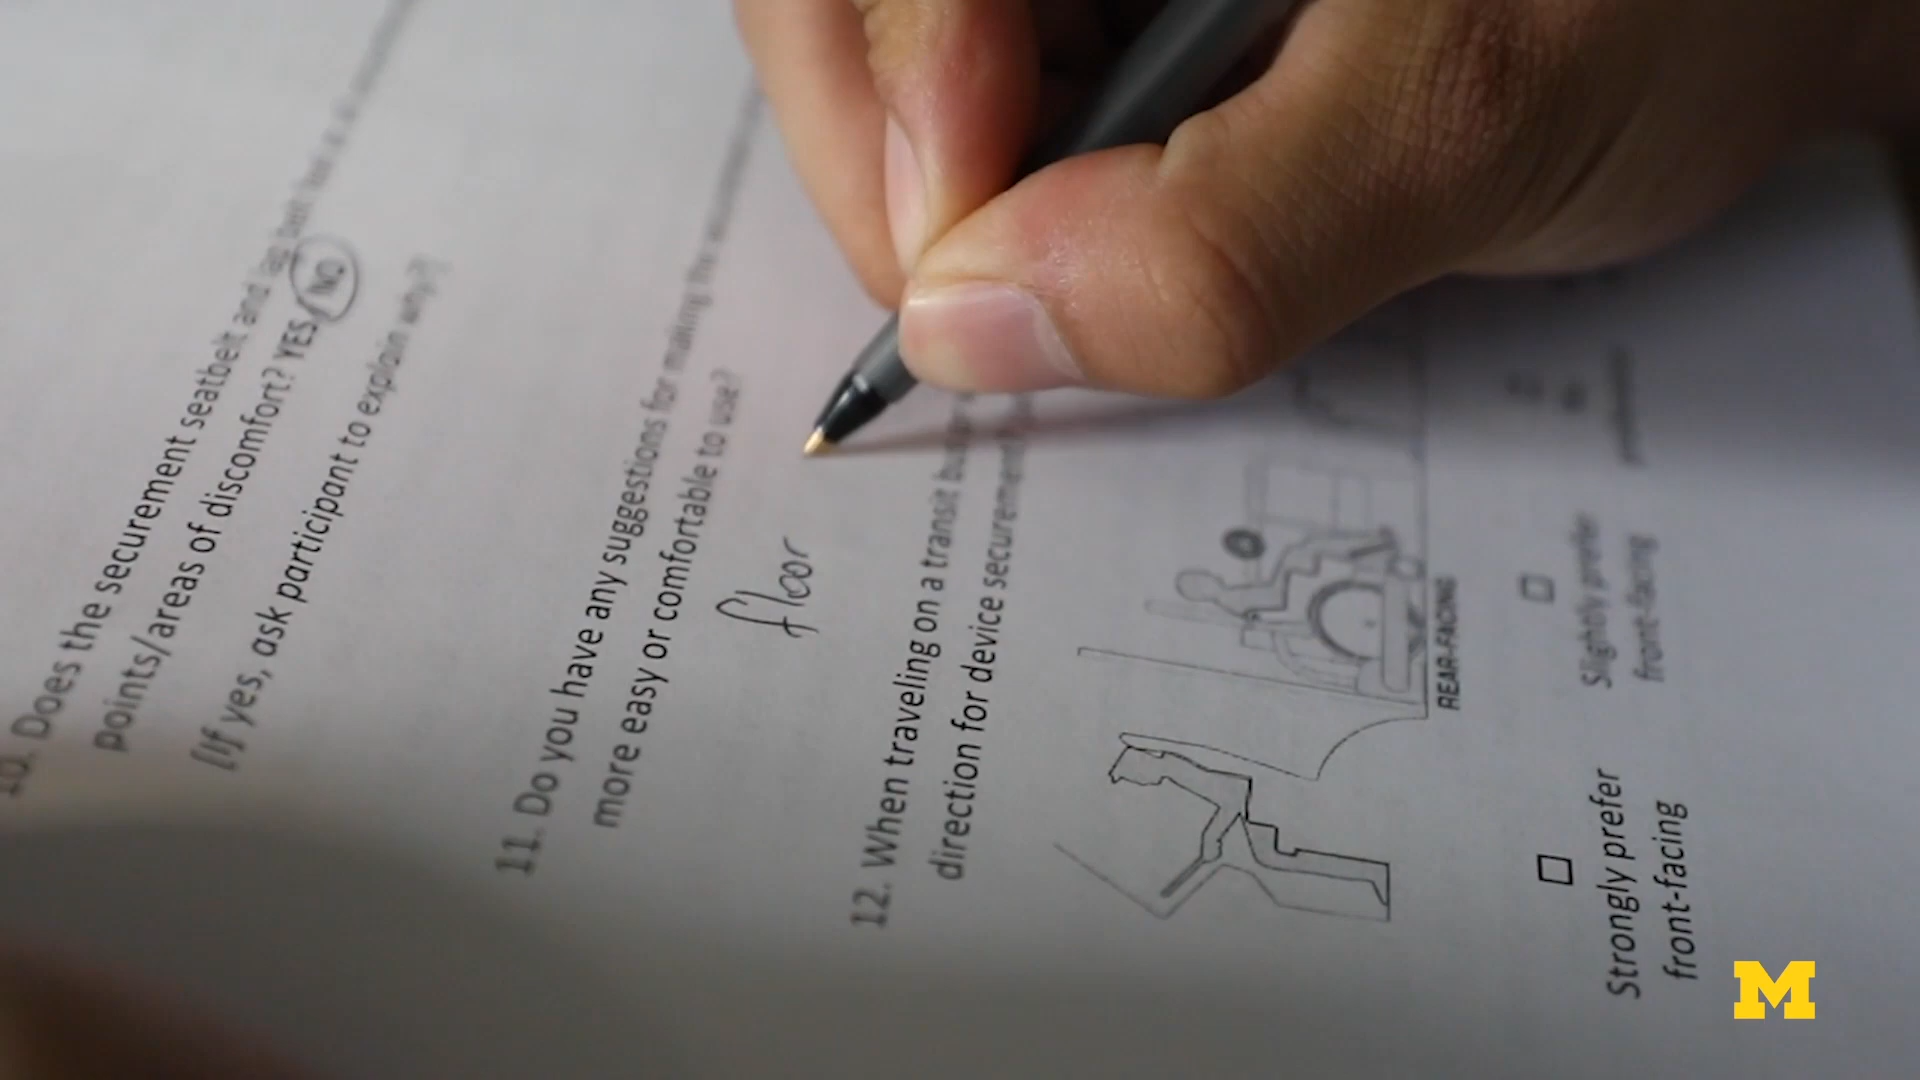 10. Does the securement seatbelt and
points/areas of discomfort? YES/NO
[If yes, ask participant to explain why?]
11. Do you have any suggestions for making the
more easy or comfortable to use?
floor
12. When traveling on a transit
direction for device securement
REAR-FACING
Strongly prefer
front-facing
Slightly prefer
front-facing
M